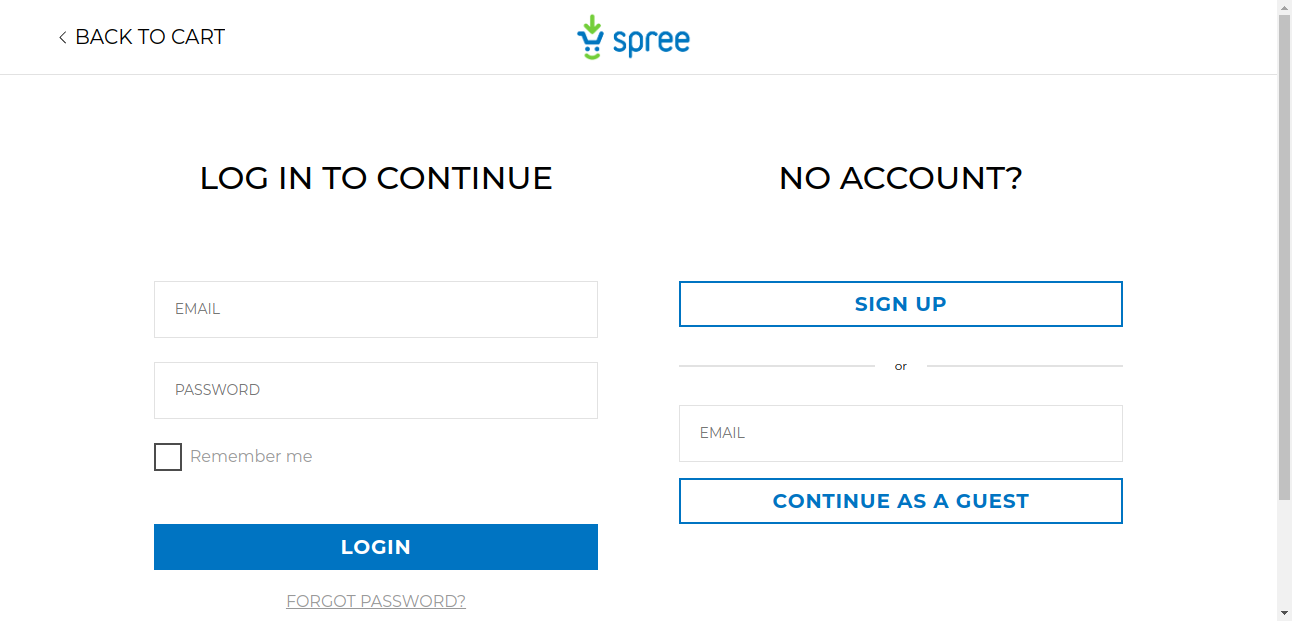 BACK TO CART
spree
LOG IN TO CONTINUE
EMAIL
PASSWORD
Remember me
LOGIN
FORGOT PASSWORD?
NO ACCOUNT?
SIGN UP
or
EMAIL
CONTINUE AS A GUEST